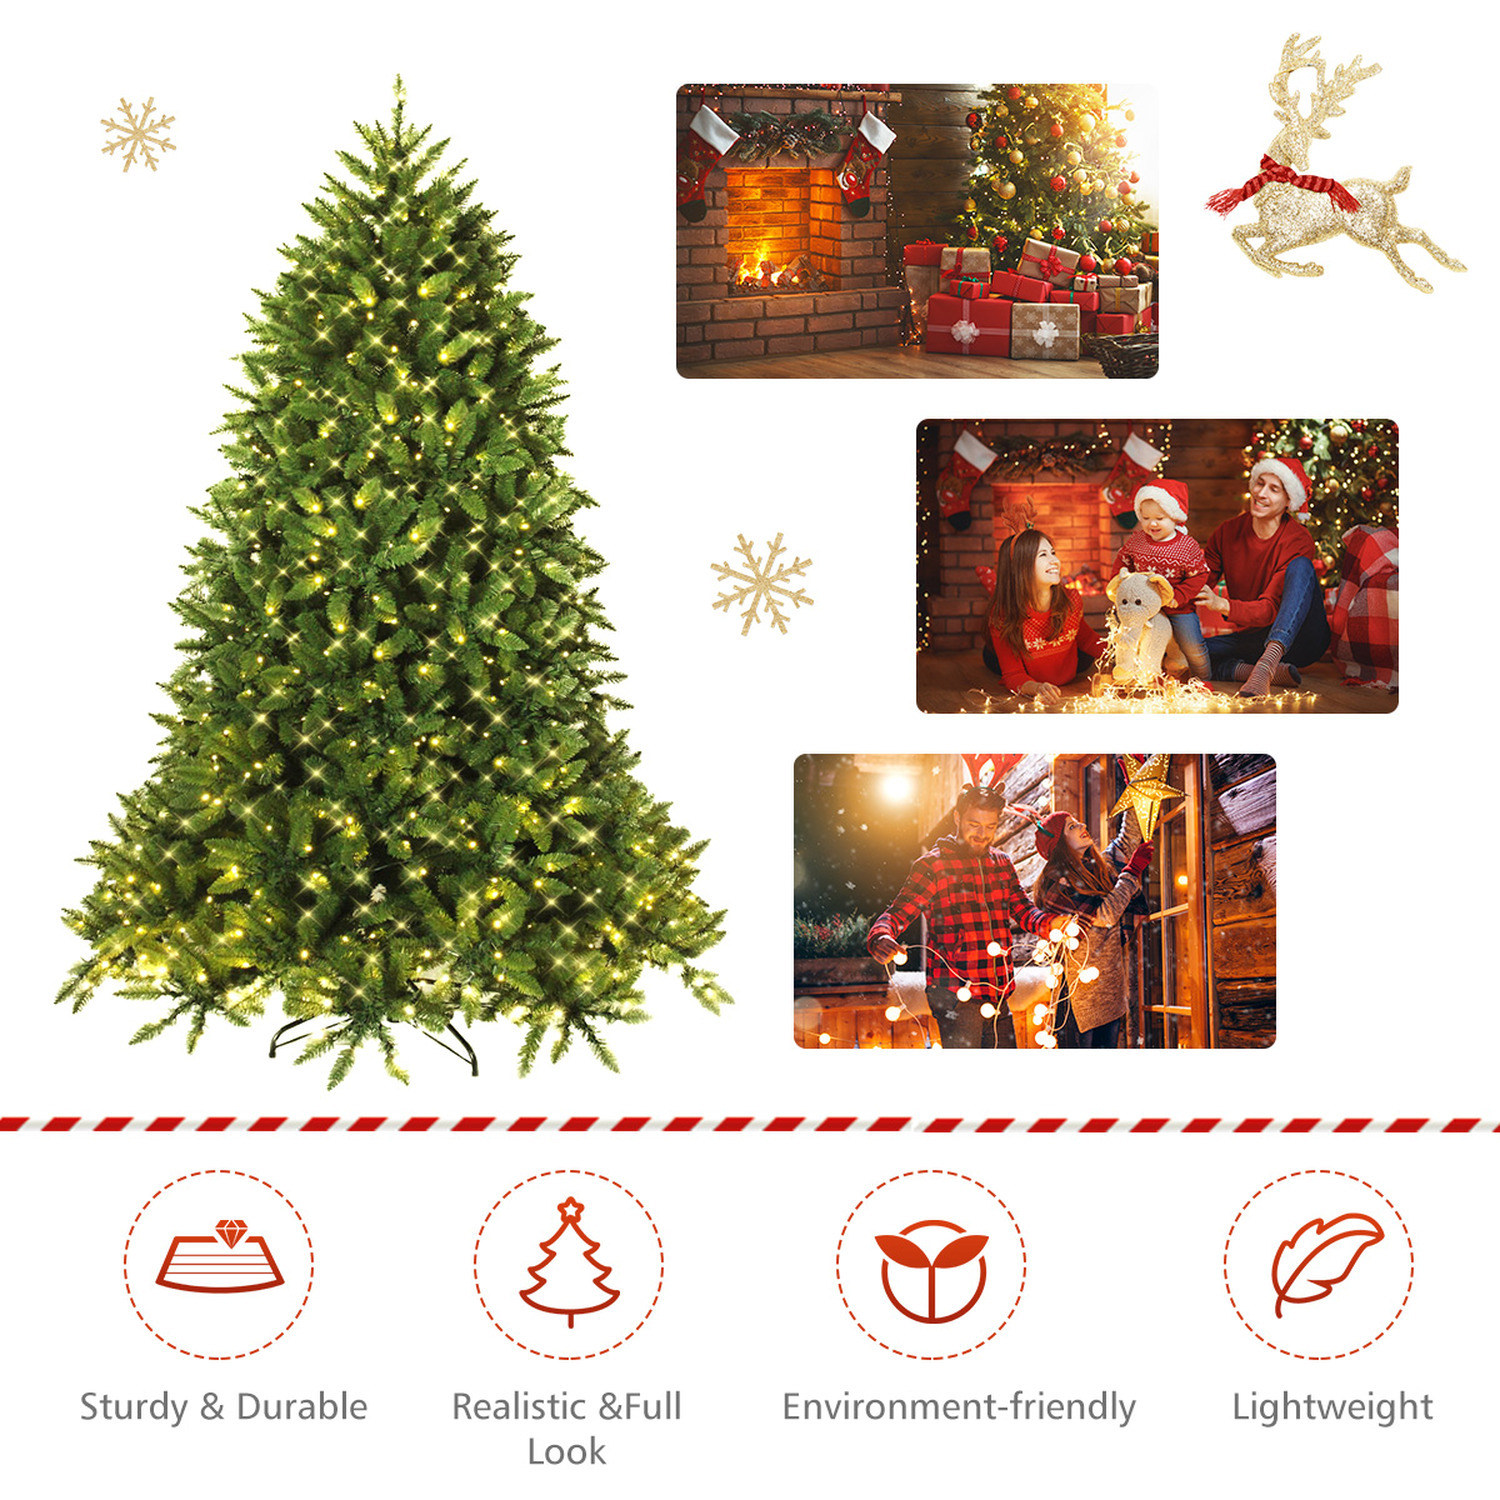 Sturdy & Durable
Realistic &Full
Look
Environment-friendly
Lightweight